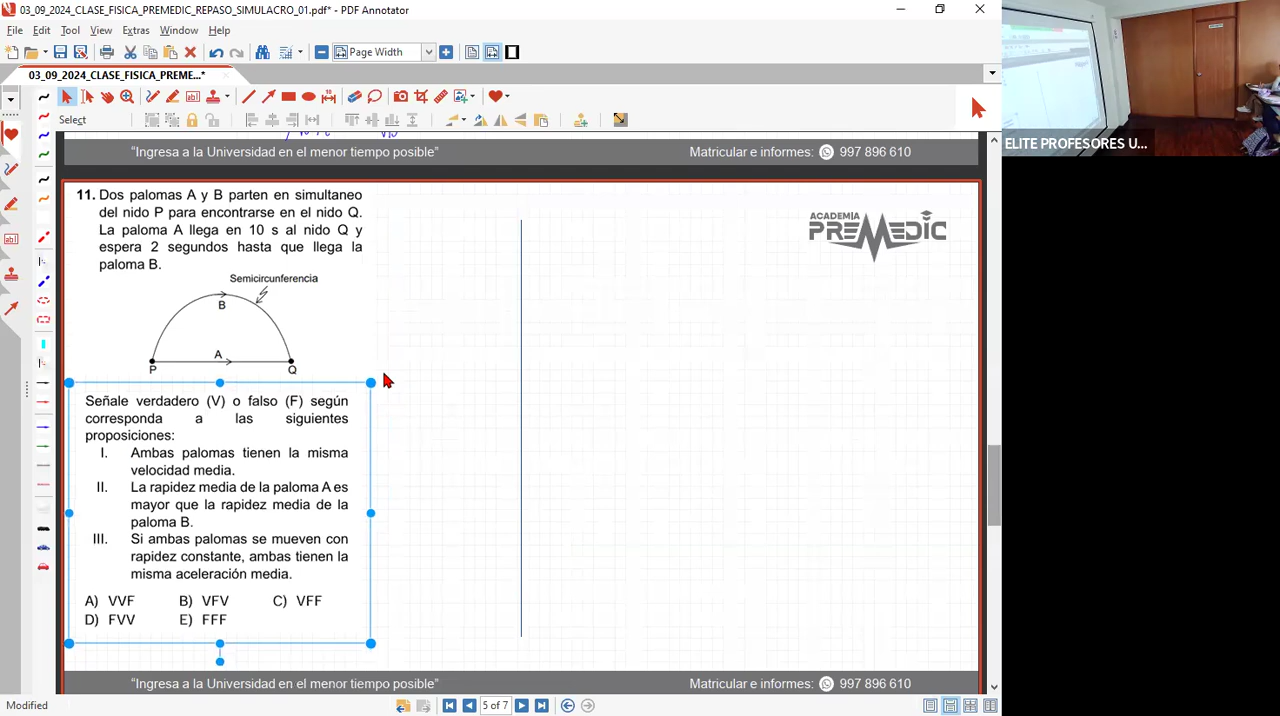 03_09_2024_CLASE_FISICA_PREMEDIC_REPASO_SIMULACRO_01.pdf* - PDF Annotator
File Edit Tool View Extras Window Help
Page Width
03_09_2024_CLASE_FISICA_PREME...*
Select
"Ingresa a la Universidad en el menor tiempo posible"
Matricular e informes: 997 896 610
11. Dos palomas A y B parten en simultaneo
del nido P para encontrarse en el nido Q.
La paloma A llega en 10 s al nido Q y
espera 2 segundos hasta que llega la
paloma B.
Semicircunferencia
B
A
P
Q
Señale verdadero (V) o falso (F) según
corresponda a las siguientes
proposiciones:
I. Ambas palomas tienen la misma
velocidad media.
II. La rapidez media de la paloma A es
mayor que la rapidez media de la
paloma B.
III. Si ambas palomas se mueven con
rapidez constante, ambas tienen la
misma aceleración media.
A) VVF B) VFV C) VFF
D) FVV E) FFF
ACADEMIA
PREMEDIC
"Ingresa a la Universidad en el menor tiempo posible"
Matricular e informes: 997 896 610
Modified
5 of 7
ELITE PROFESORES U...